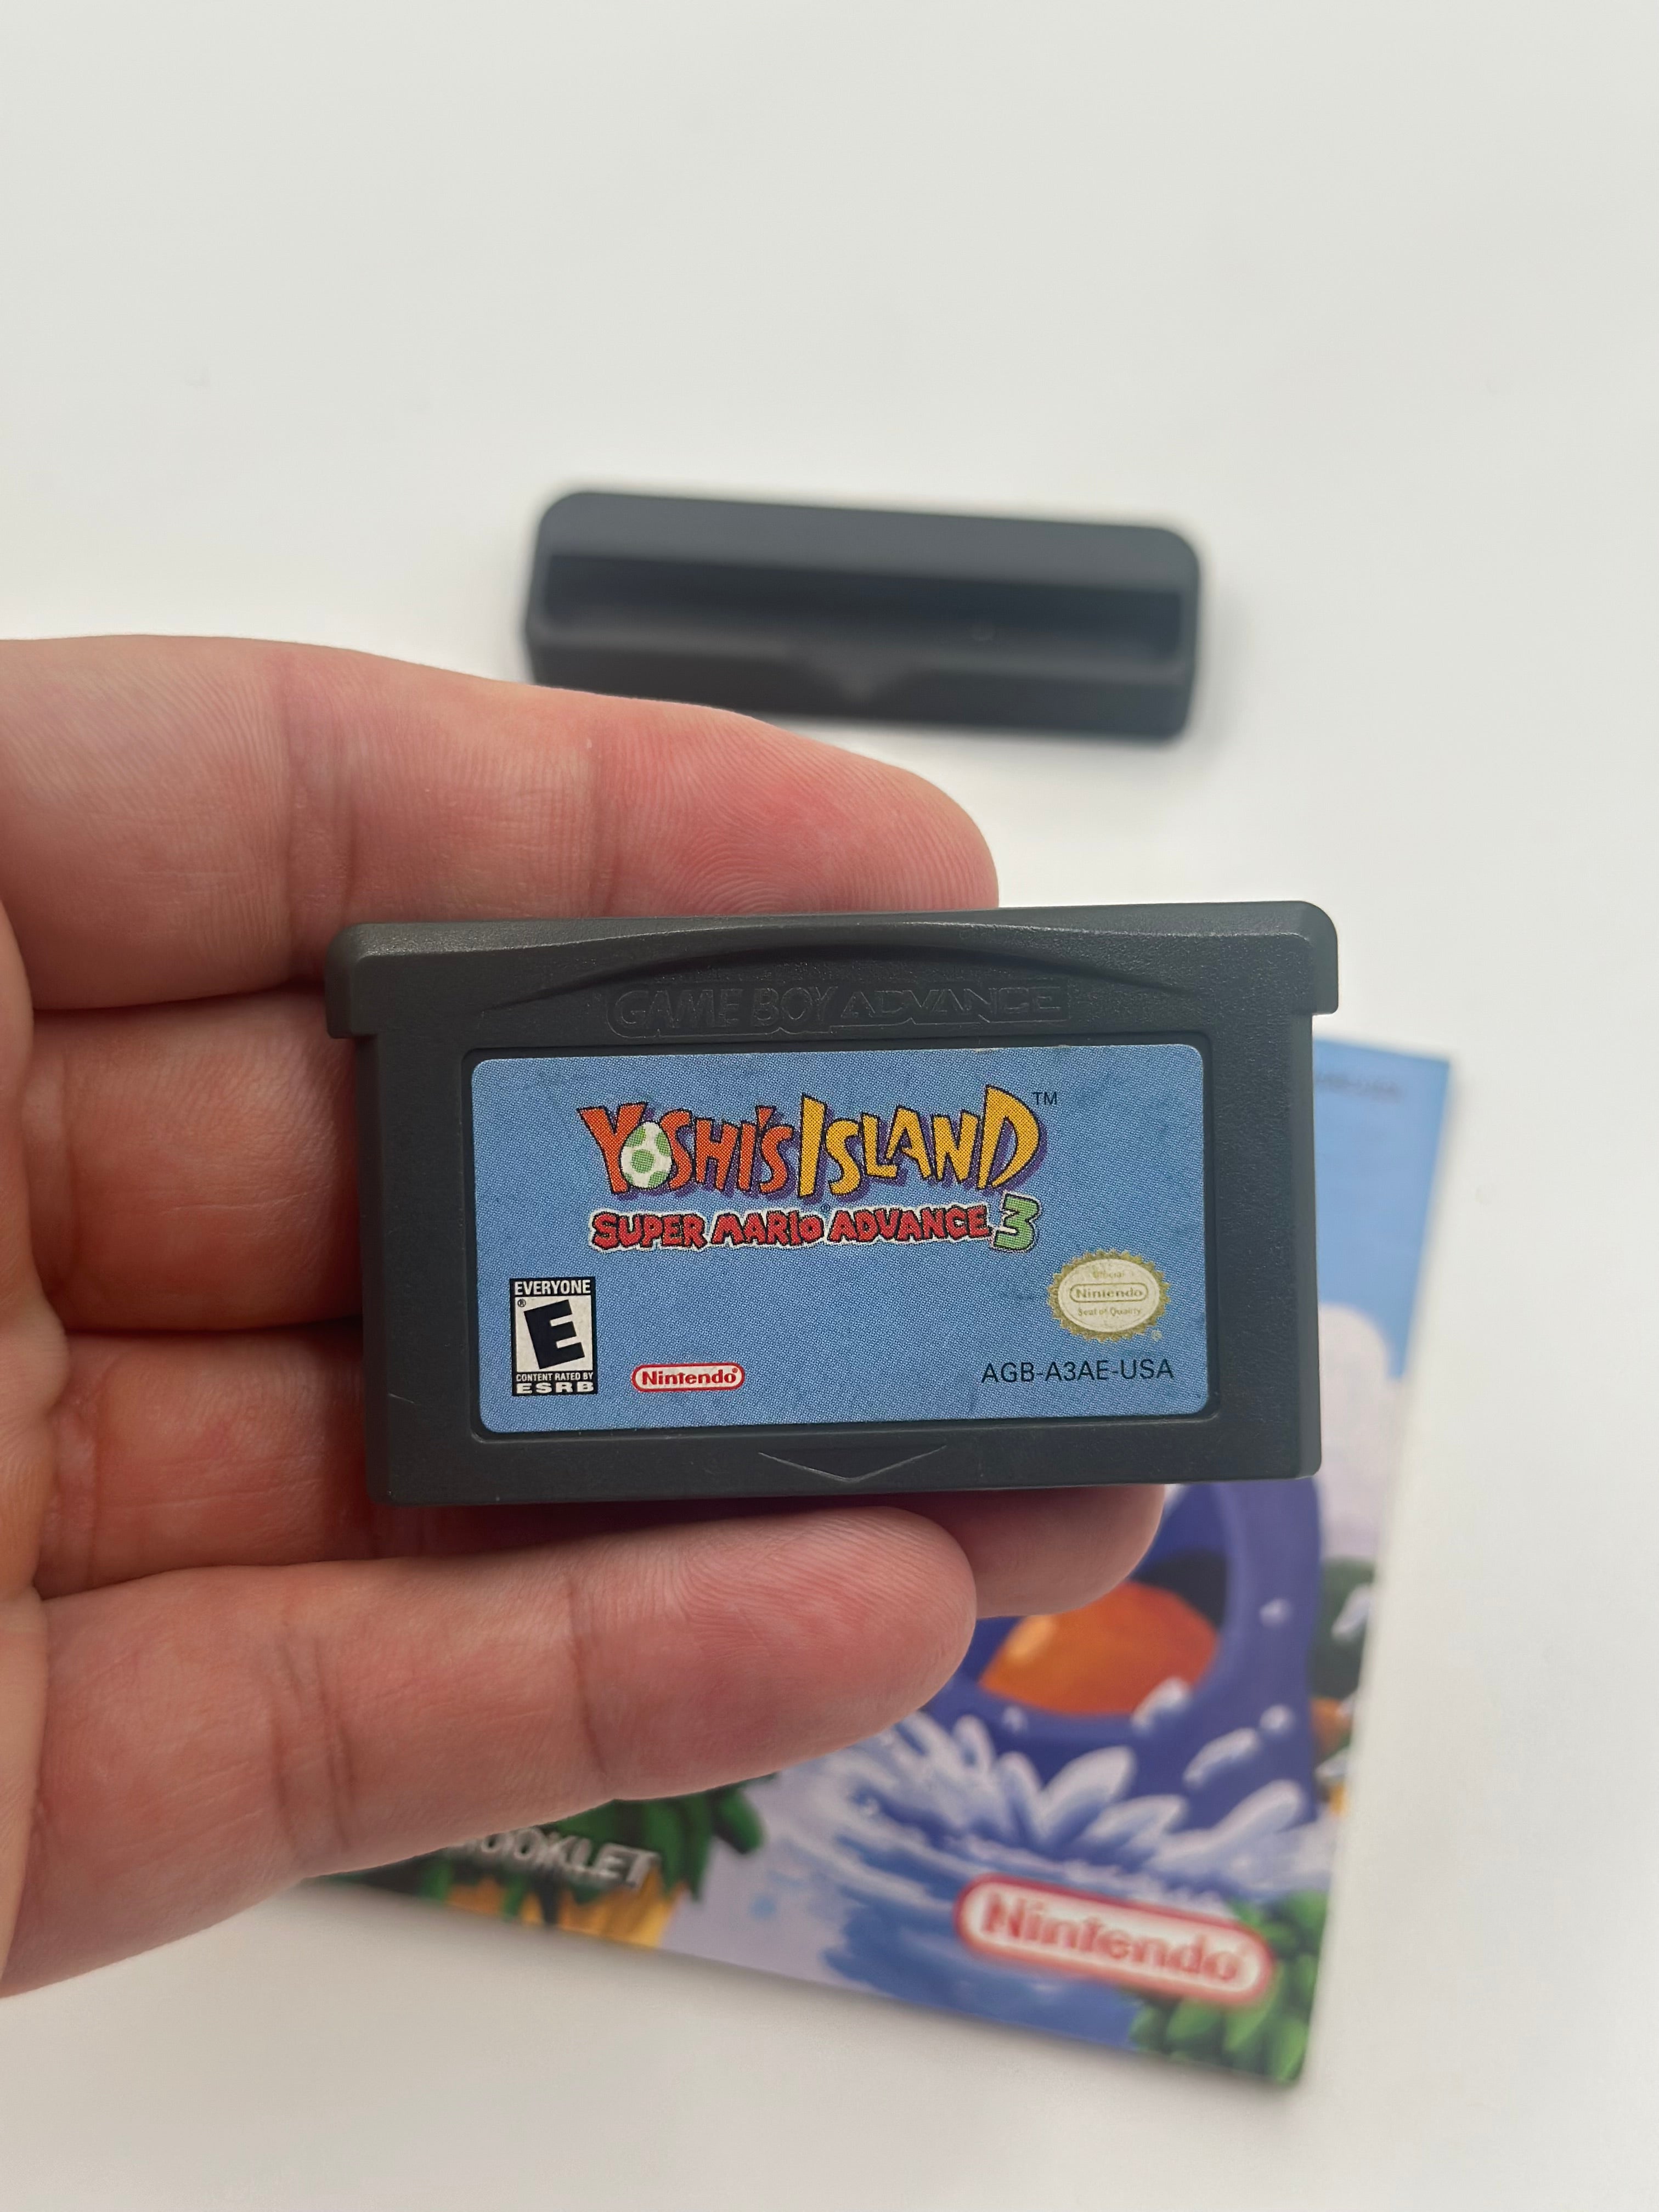 GAME BOY ADVANCE
YOSHI'S ISLAND™
SUPER MARIO® ADVANCE 3
EVERYONE
E®
CONTENT RATED BY
ESRB
Nintendo®
Official
Nintendo
Seal of Quality
®
AGB-A3AE-USA
Nintendo®